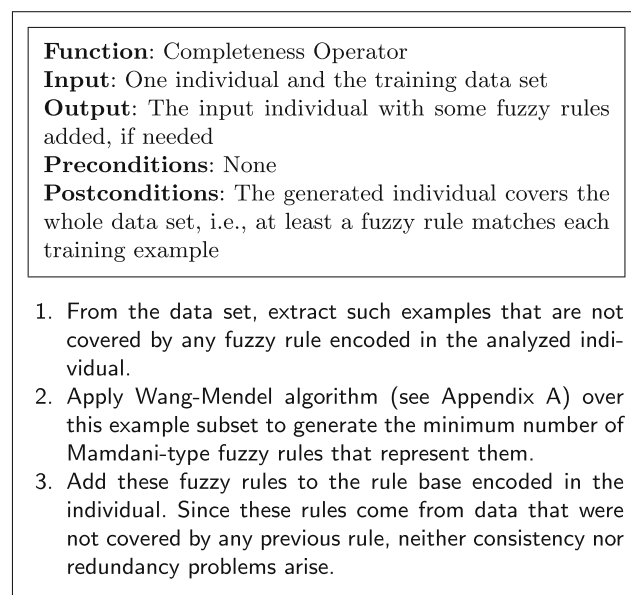 Function: Completeness Operator
Input: One individual and the training data set
Output: The input individual with some fuzzy rules
added, if needed
Preconditions: None
Postconditions: The generated individual covers the
whole data set, i.e., at least a fuzzy rule matches each
training example
1. From the data set, extract such examples that are not
covered by any fuzzy rule encoded in the analyzed indi-
vidual.
2. Apply Wang-Mendel algorithm (see Appendix A) over
this example subset to generate the minimum number of
Mamdani-type fuzzy rules that represent them.
3. Add these fuzzy rules to the rule base encoded in the
individual. Since these rules come from data that were
not covered by any previous rule, neither consistency nor
redundancy problems arise.